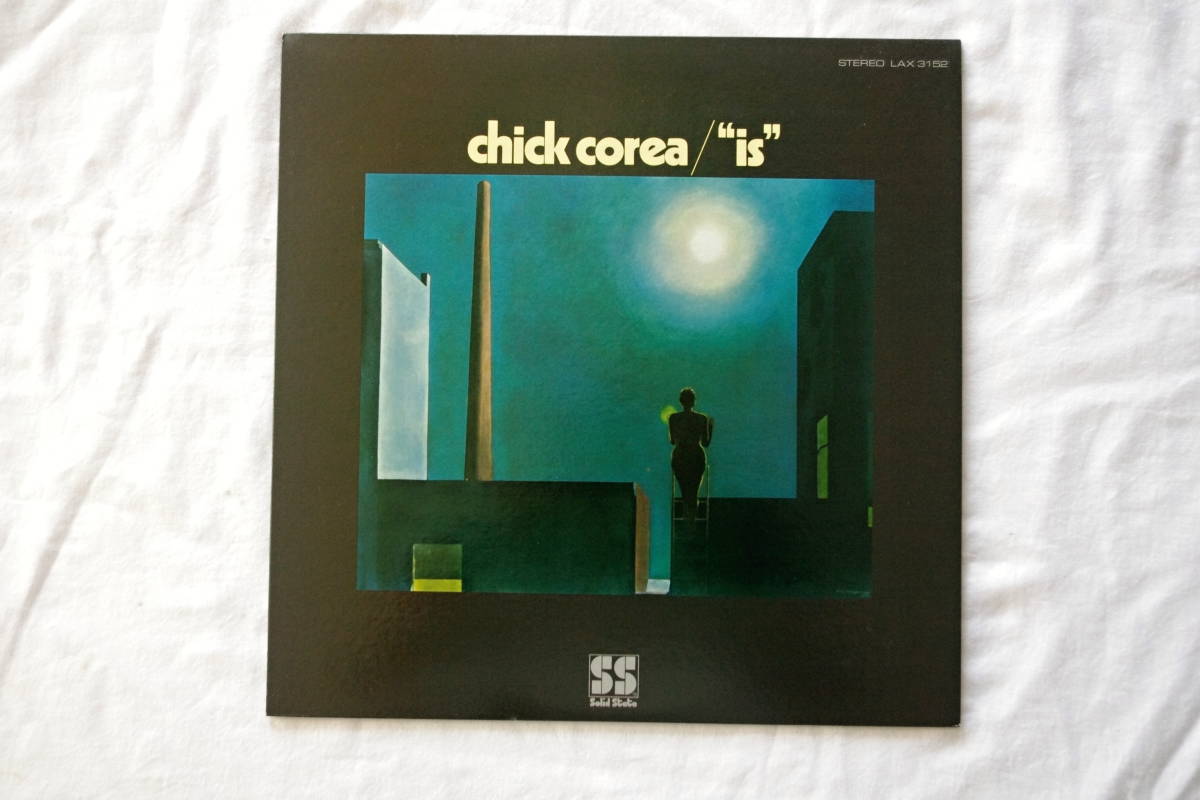 STEREO LAX 3152
chick corea / “is”
SS
Solid State